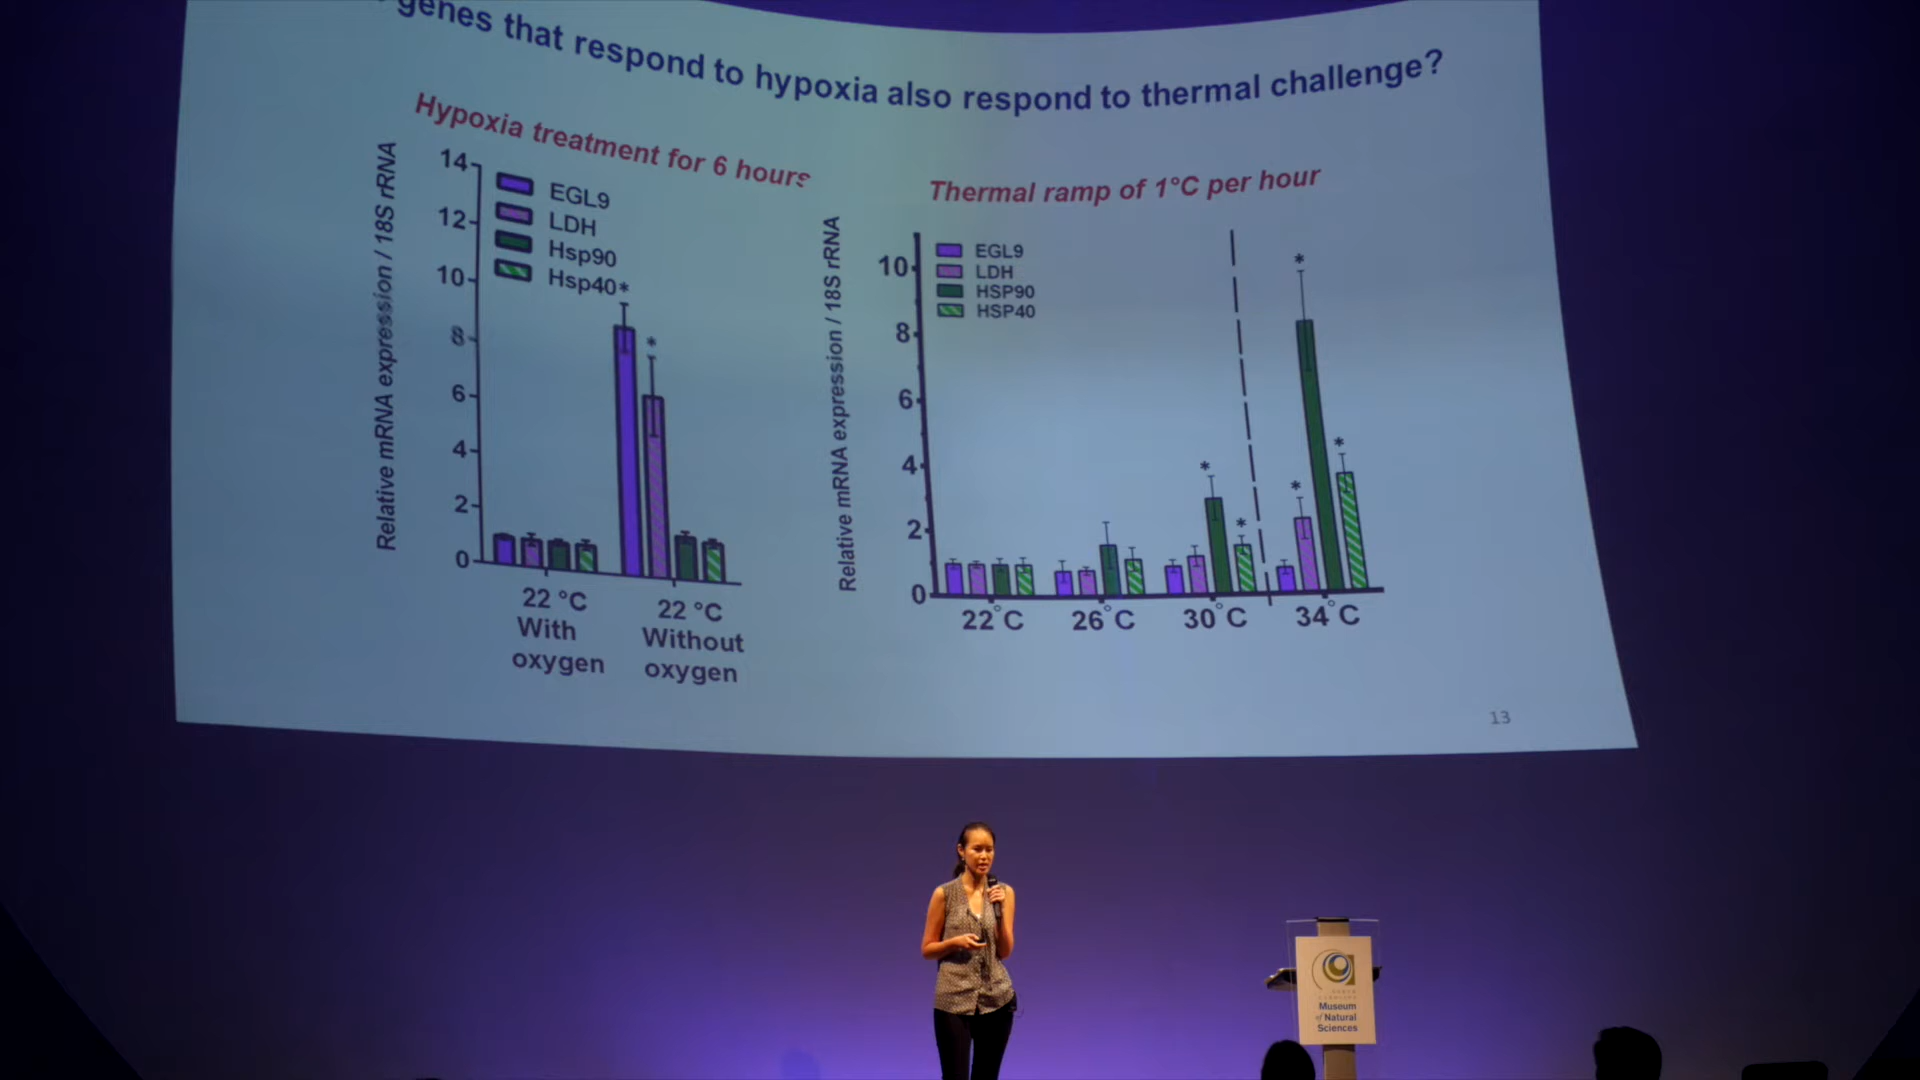 genes that respond to hypoxia also respond to thermal challenge?
Hypoxia treatment for 6 hours
Relative mRNA expression / 18S rRNA
14
12
10
8
6
4
2
0
EGL9
LDH
Hsp90
Hsp40*
*
22 °C
With
oxygen
22 °C
Without
oxygen
Thermal ramp of 1°C per hour
Relative mRNA expression / 18S rRNA
10
8
6
4
2
0
EGL9
LDH
HSP90
HSP40
*
*
*
*
*
22°C
26°C
30°C
34°C
13
Museum
of Natural
Sciences